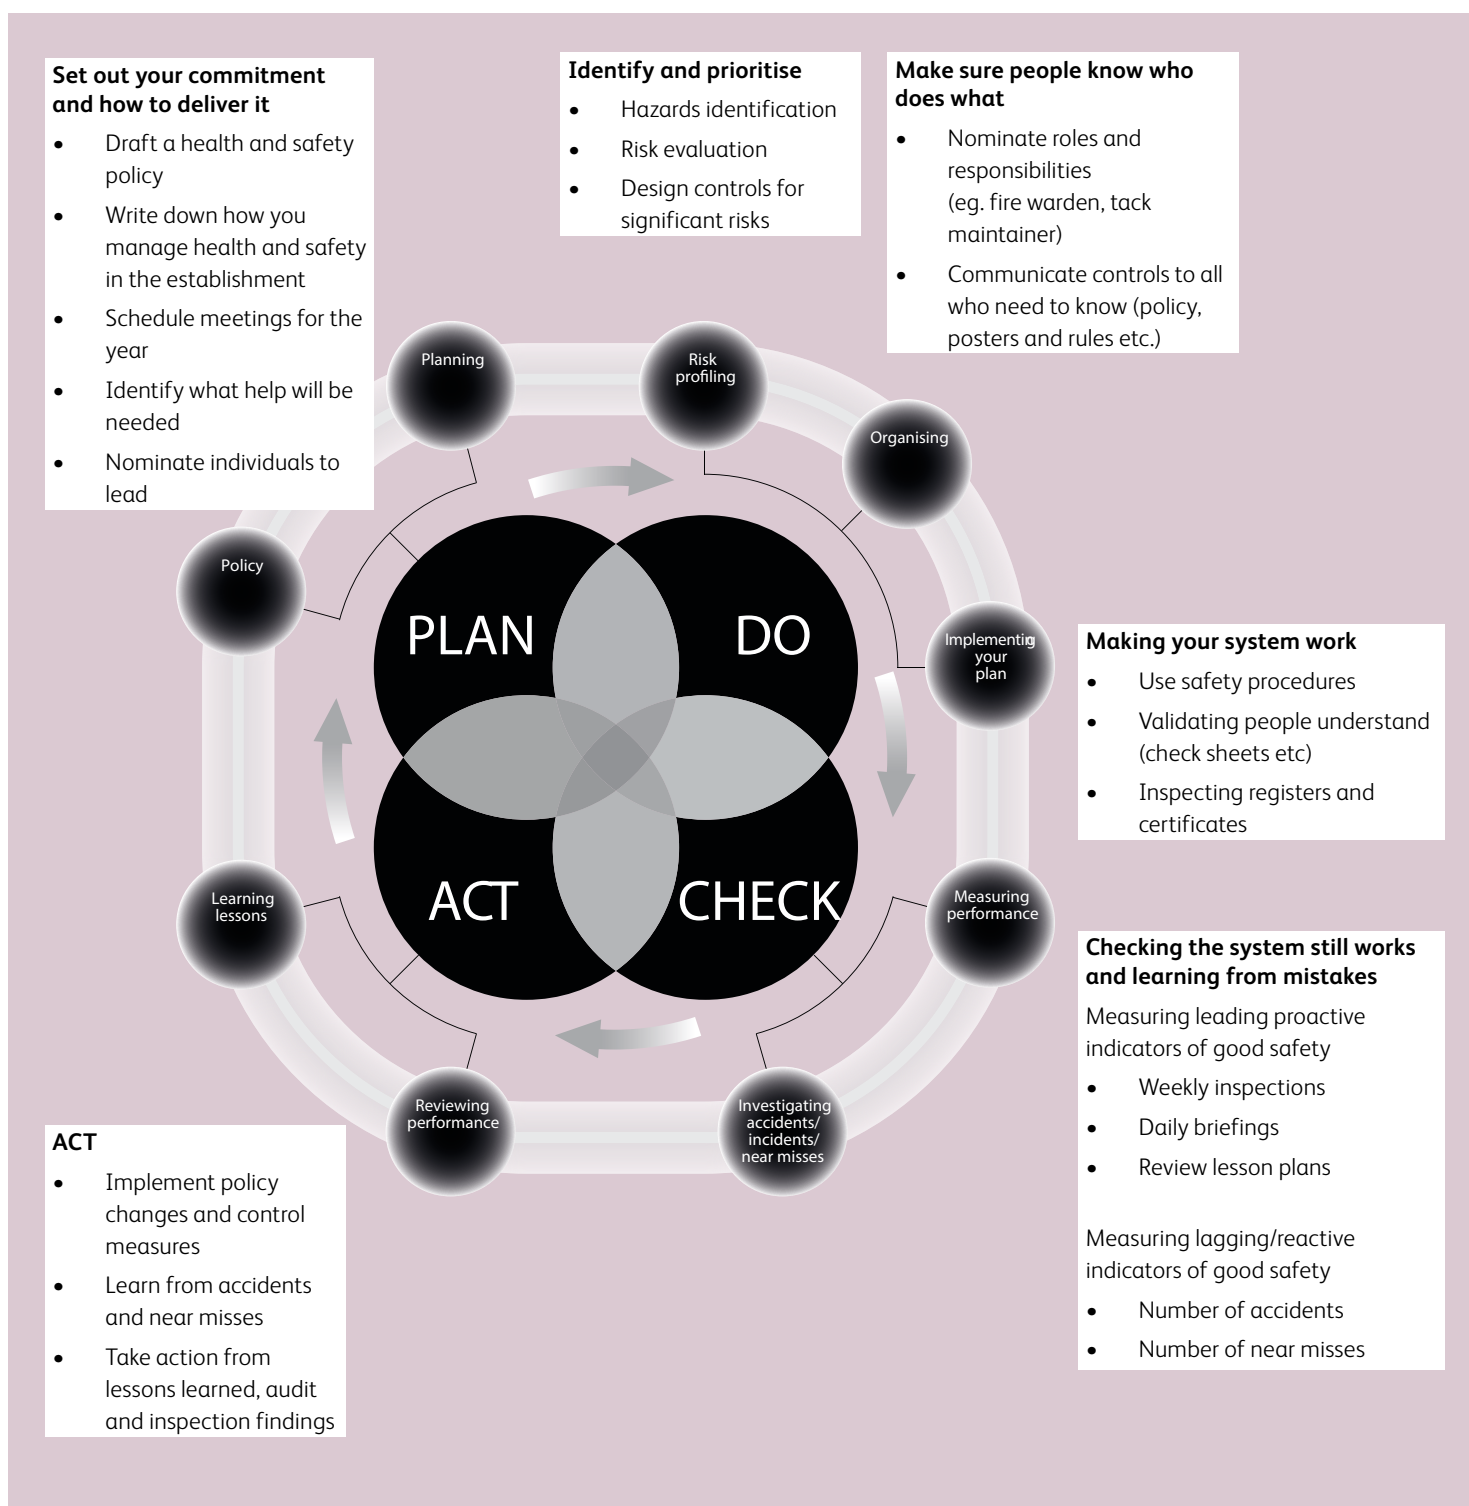 Set out your commitment
and how to deliver it
• Draft a health and safety
policy
• Write down how you
manage health and safety
in the establishment
• Schedule meetings for the
year
• Identify what help will be
needed
• Nominate individuals to
lead
Identify and prioritise
• Hazards identification
• Risk evaluation
• Design controls for
significant risks
Make sure people know who
does what
• Nominate roles and
responsibilities
(eg. fire warden, tack
maintainer)
• Communicate controls to all
who need to know (policy,
posters and rules etc.)
Planning
Risk
profiling
Organising
Policy
PLAN
DO
Implementing
your
plan
Making your system work
• Use safety procedures
• Validating people understand
(check sheets etc)
• Inspecting registers and
certificates
Learning
lessons
ACT
CHECK
Measuring
performance
Checking the system still works
and learning from mistakes
Measuring leading proactive
indicators of good safety
• Weekly inspections
• Daily briefings
• Review lesson plans
Measuring lagging/reactive
indicators of good safety
• Number of accidents
• Number of near misses
Reviewing
performance
Investigating
accidents/
incidents/
near misses
ACT
• Implement policy
changes and control
measures
• Learn from accidents
and near misses
• Take action from
lessons learned, audit
and inspection findings